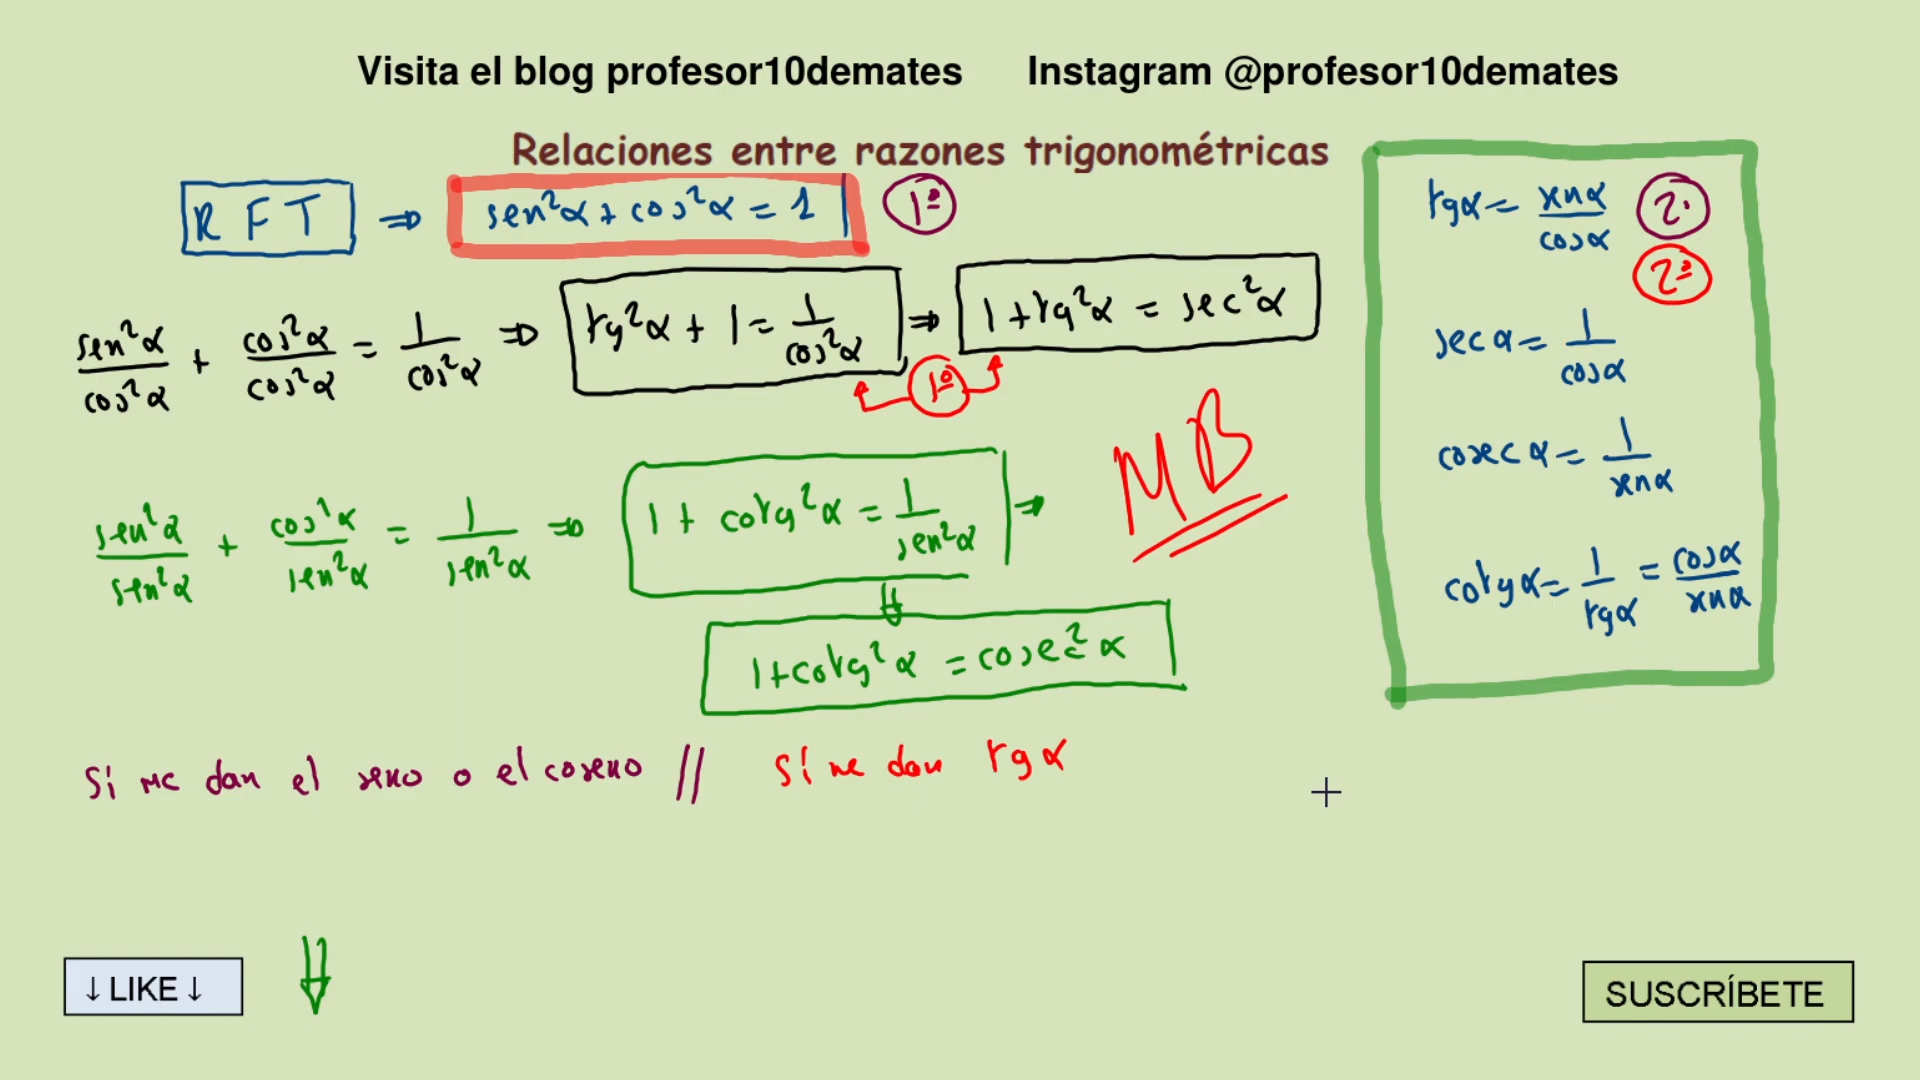 Visita el blog profesor10demates Instagram @profesor10demates
Relaciones entre razones trigonométricas
RFT ⇒ sen²α + cos²α = 1 1º
sen²α/cos²α + cos²α/cos²α = 1/cos²α ⇒ tg²α + 1 = 1/cos²α ⇒ 1 + tg²α = sec²α
1º
MB
sen²α/sen²α + cos²α/sen²α = 1/sen²α ⇒ 1 + cotg²α = 1/sen²α ⇒
⇓
1 + cotg²α = cosec²α
tgα = senα/cosα 2º
2º
sec α = 1/cosα
cosec α = 1/senα
cotgα = 1/tgα = cosα/senα
Si me dan el seno o el coseno // Si me dan tg α
↓ LIKE ↓ ⇓
SUSCRÍBETE